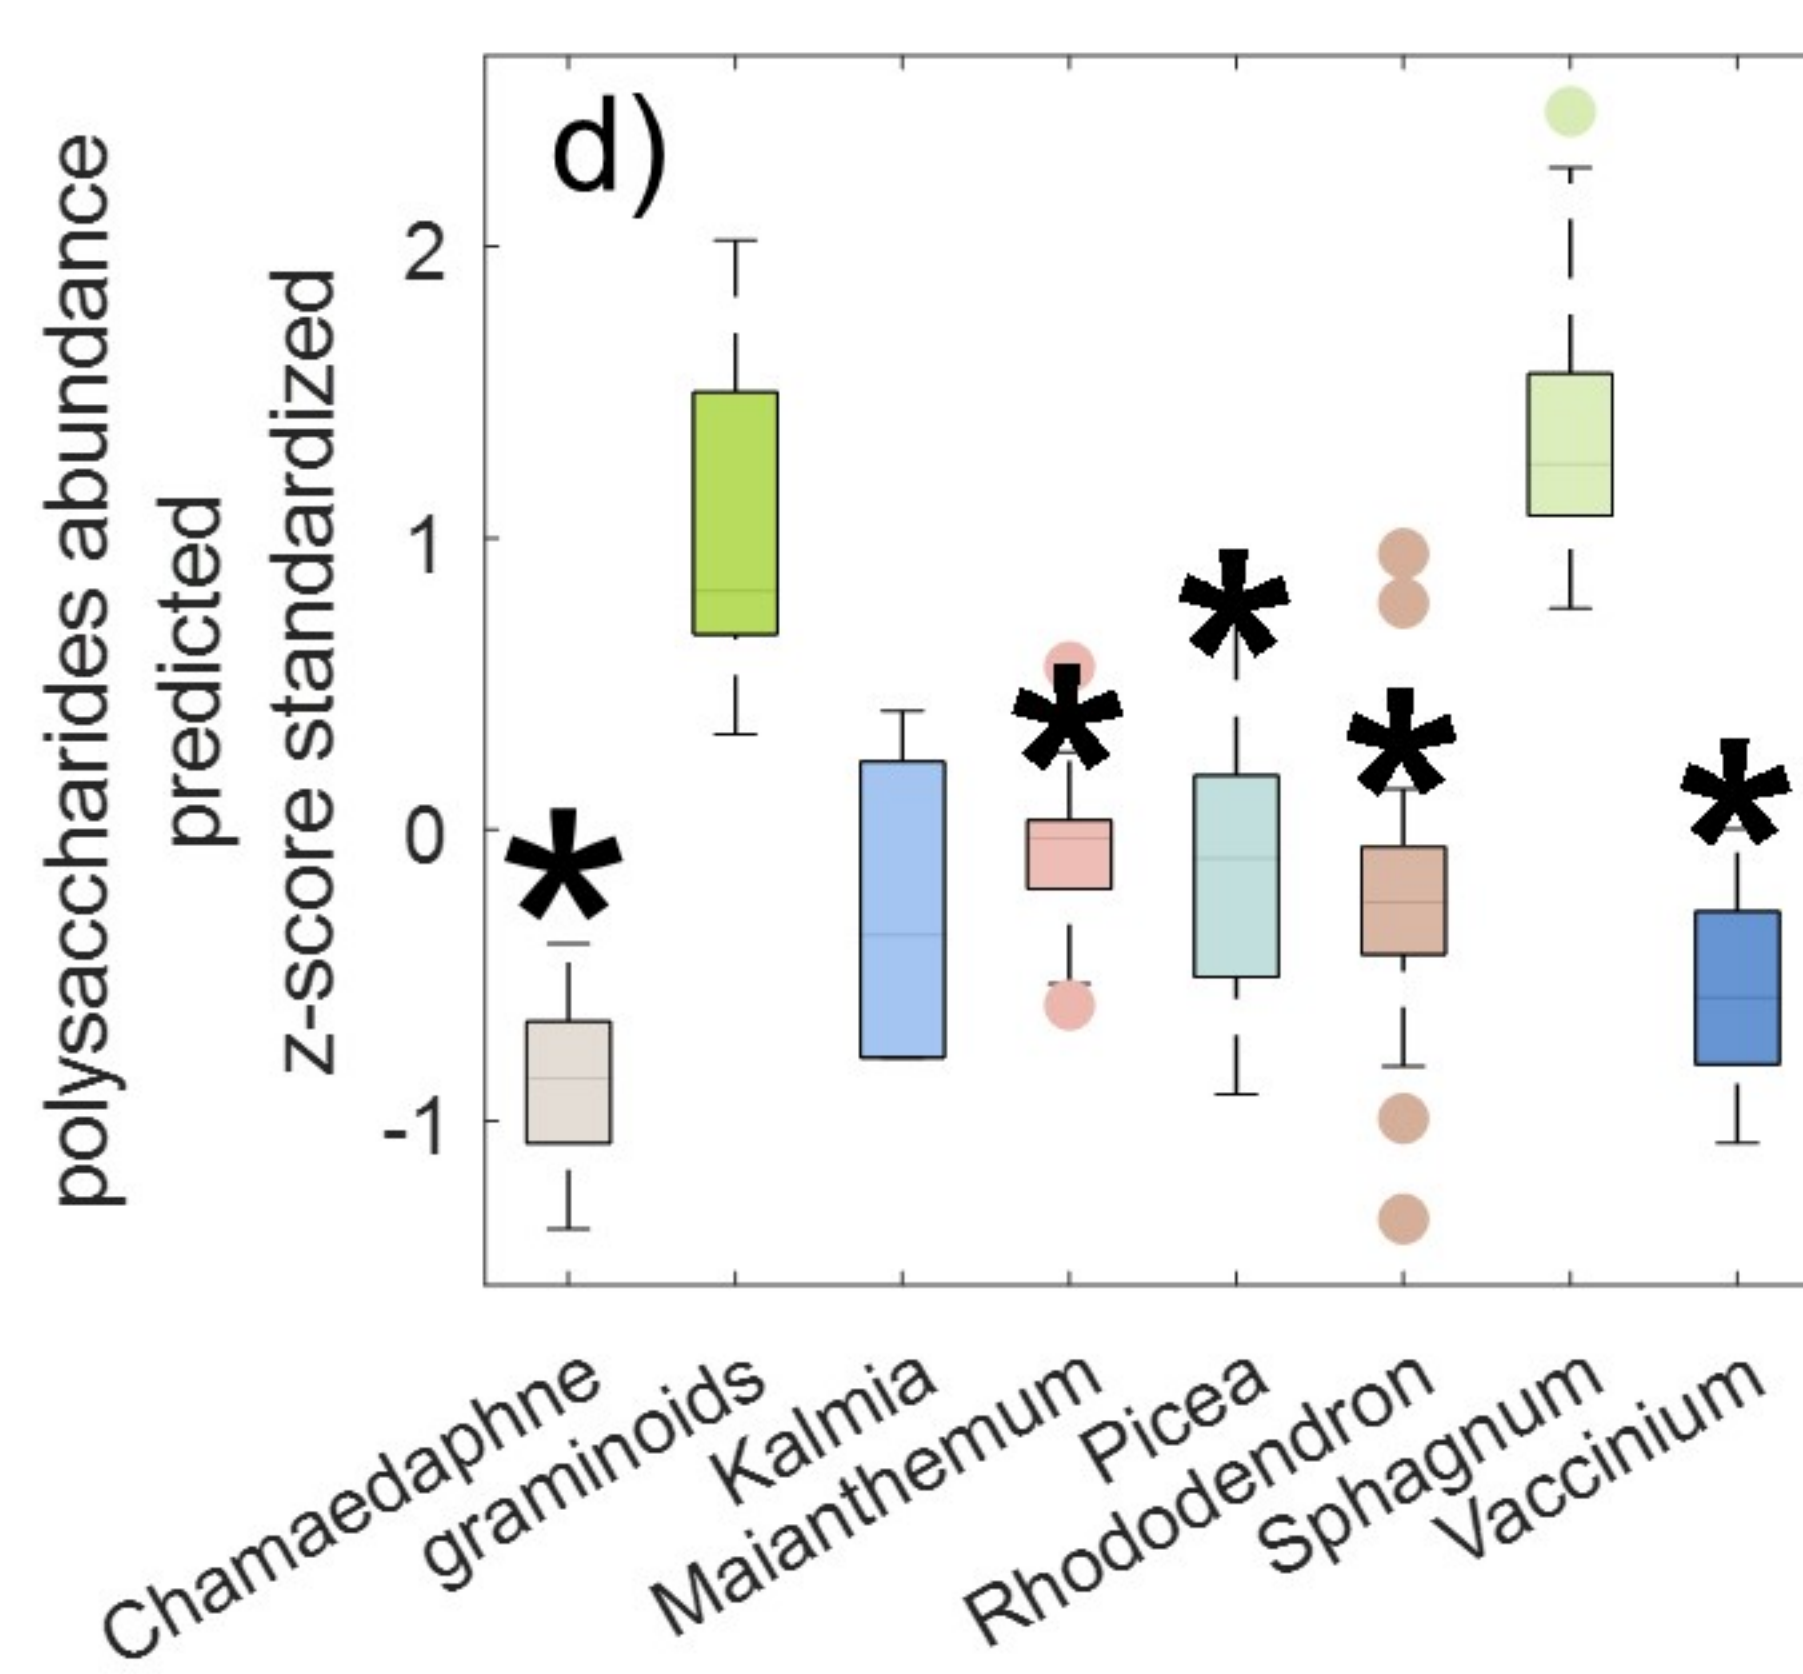 polysaccharides abundance
predicted
z-score standardized
d)
2
1
0
-1
*
*
*
*
*
Chamaedaphne
graminoids
Kalmia
Maianthemum
Picea
Rhododendron
Sphagnum
Vaccinium